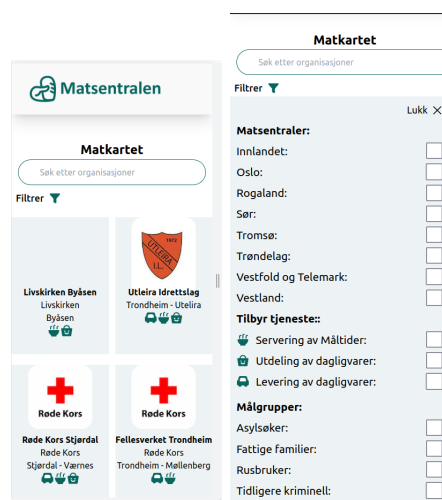 Matsentralen
Matkartet
Søk etter organisasjoner
Filtrer
UTLEIRA
1972
I.L.
Livskirken Byåsen
Livskirken
Byåsen
Utleira Idrettslag
Trondheim - Utelira
Røde Kors
Røde Kors Stjørdal
Røde Kors
Stjørdal - Værnes
Røde Kors
Fellesverket Trondheim
Røde Kors
Trondheim - Møllenberg
Matkartet
Søk etter organisasjoner
Filtrer
Lukk
Matsentraler:
Innlandet:
Oslo:
Rogaland:
Sør:
Tromsø:
Trøndelag:
Vestfold og Telemark:
Vestland:
Tilbyr tjeneste::
Servering av Måltider:
Utdeling av dagligvarer:
Levering av dagligvarer:
Målgrupper:
Asylsøker:
Fattige familier:
Rusbruker:
Tidligere kriminell: